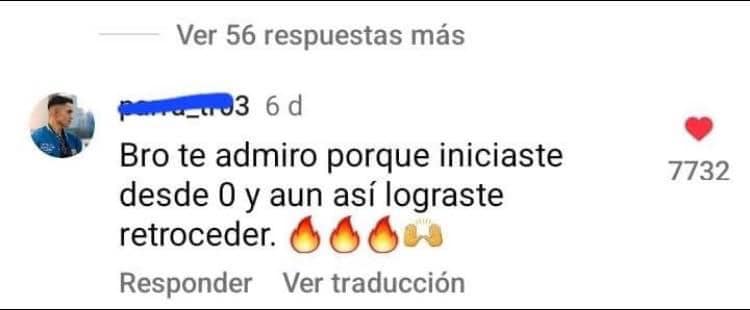 Ver 56 respuestas más
6 d
Bro te admiro porque iniciaste
desde 0 y aun así lograste
retroceder. 🔥🔥🔥🙌
7732
Responder Ver traducción